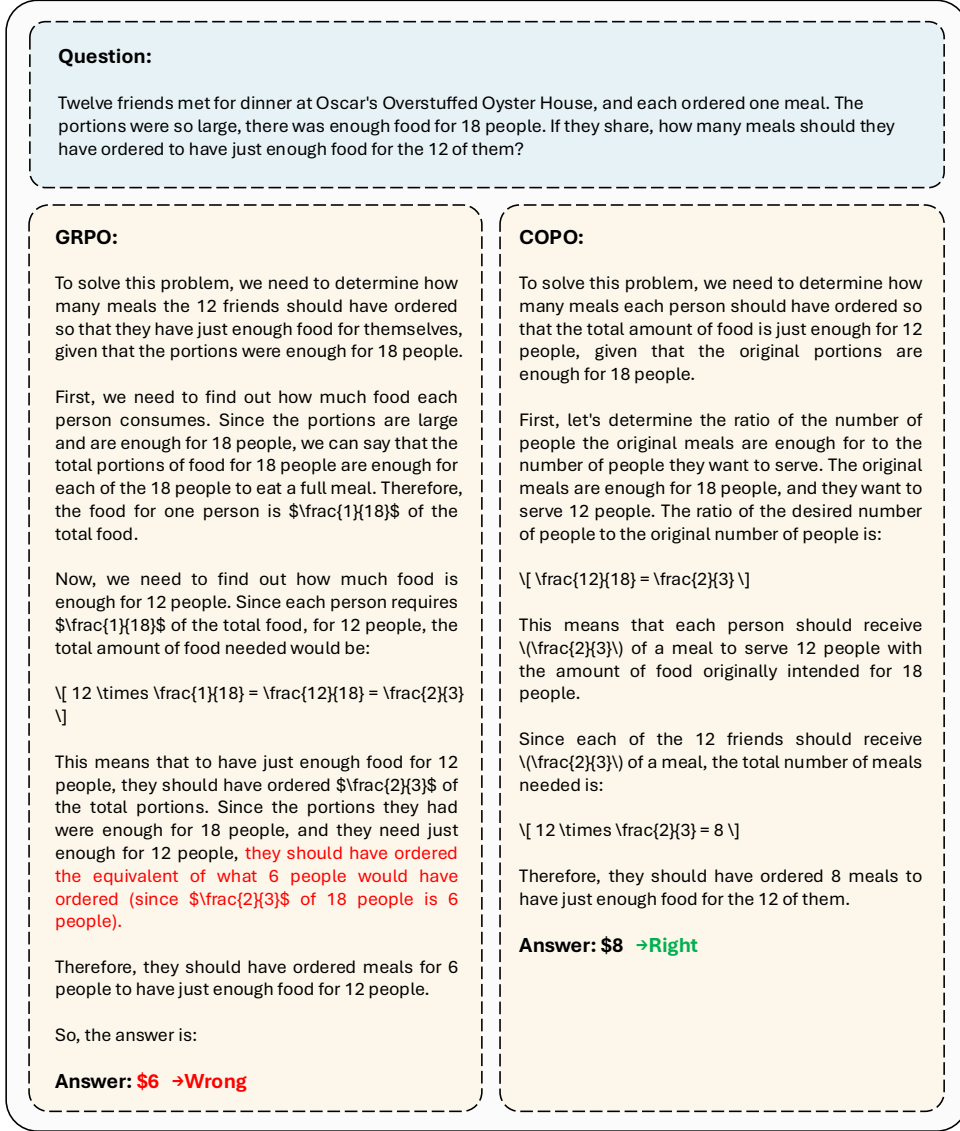 Question:
Twelve friends met for dinner at Oscar's Overstuffed Oyster House, and each ordered one meal. The
portions were so large, there was enough food for 18 people. If they share, how many meals should they
have ordered to have just enough food for the 12 of them?
GRPO:
To solve this problem, we need to determine how
many meals the 12 friends should have ordered
so that they have just enough food for themselves,
given that the portions were enough for 18 people.
First, we need to find out how much food each
person consumes. Since the portions are large
and are enough for 18 people, we can say that the
total portions of food for 18 people are enough for
each of the 18 people to eat a full meal. Therefore,
the food for one person is $\frac{1}{18}$ of the
total food.
Now, we need to find out how much food is
enough for 12 people. Since each person requires
$\frac{1}{18}$ of the total food, for 12 people, the
total amount of food needed would be:
\[ 12 \times \frac{1}{18} = \frac{12}{18} = \frac{2}{3}
\]
This means that to have just enough food for 12
people, they should have ordered $\frac{2}{3}$ of
the total portions. Since the portions they had
were enough for 18 people, and they need just
enough for 12 people, they should have ordered
the equivalent of what 6 people would have
ordered (since $\frac{2}{3}$ of 18 people is 6
people).
Therefore, they should have ordered meals for 6
people to have just enough food for 12 people.
So, the answer is:
Answer: $6 →Wrong
COPO:
To solve this problem, we need to determine how
many meals each person should have ordered so
that the total amount of food is just enough for 12
people, given that the original portions are
enough for 18 people.
First, let's determine the ratio of the number of
people the original meals are enough for to the
number of people they want to serve. The original
meals are enough for 18 people, and they want to
serve 12 people. The ratio of the desired number
of people to the original number of people is:
\[ \frac{12}{18} = \frac{2}{3} \]
This means that each person should receive
\(\frac{2}{3}\) of a meal to serve 12 people with
the amount of food originally intended for 18
people.
Since each of the 12 friends should receive
\(\frac{2}{3}\) of a meal, the total number of meals
needed is:
\[ 12 \times \frac{2}{3} = 8 \]
Therefore, they should have ordered 8 meals to
have just enough food for the 12 of them.
Answer: $8 →Right